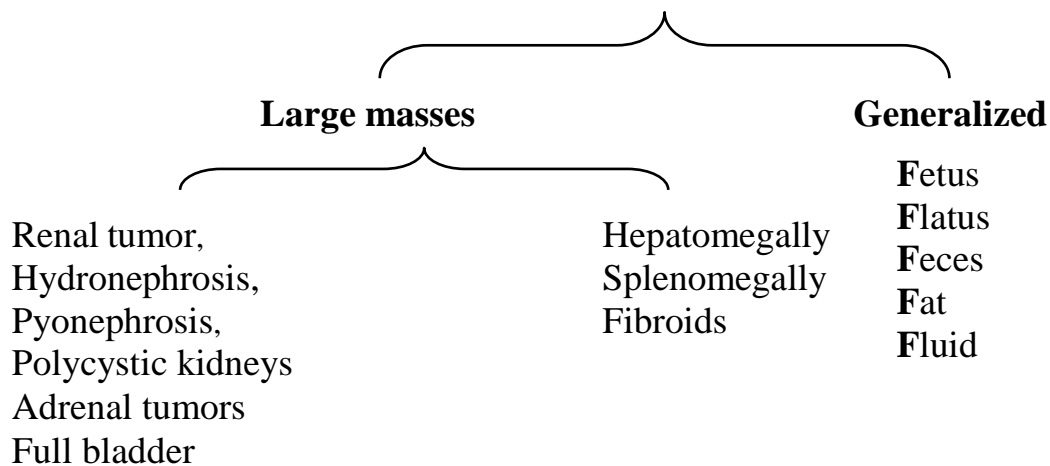 Large masses
Generalized
Renal tumor,
Hydronephrosis,
Pyonephrosis,
Polycystic kidneys
Adrenal tumors
Full bladder
Hepatomegally
Splenomegally
Fibroids
Fetus
Flatus
Feces
Fat
Fluid